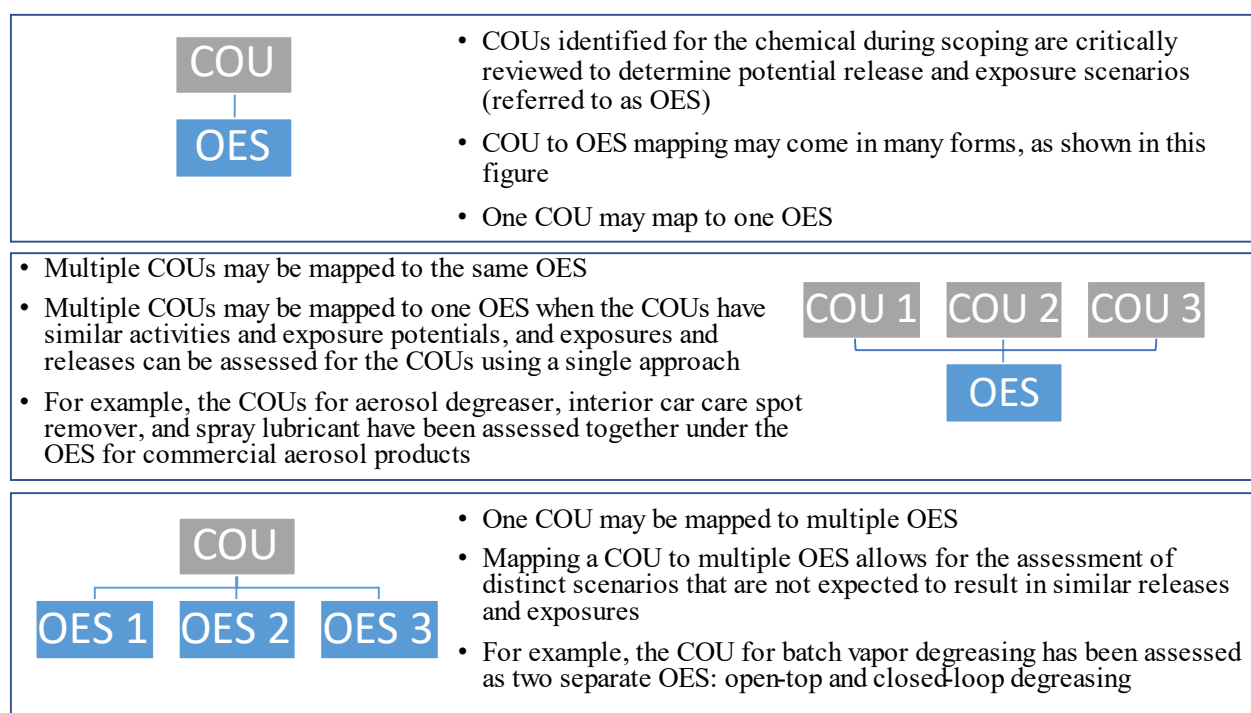 COU
OES
• COUs identified for the chemical during scoping are critically
reviewed to determine potential release and exposure scenarios
(referred to as OES)
• COU to OES mapping may come in many forms, as shown in this
figure
• One COU may map to one OES
• Multiple COUs may be mapped to the same OES
• Multiple COUs may be mapped to one OES when the COUs have
similar activities and exposure potentials, and exposures and
releases can be assessed for the COUs using a single approach
• For example, the COUs for aerosol degreaser, interior car care spot
remover, and spray lubricant have been assessed together under the
OES for commercial aerosol products
COU 1 COU 2 COU 3
OES
COU
OES 1 OES 2 OES 3
• One COU may be mapped to multiple OES
• Mapping a COU to multiple OES allows for the assessment of
distinct scenarios that are not expected to result in similar releases
and exposures
• For example, the COU for batch vapor degreasing has been assessed
as two separate OES: open-top and closed-loop degreasing